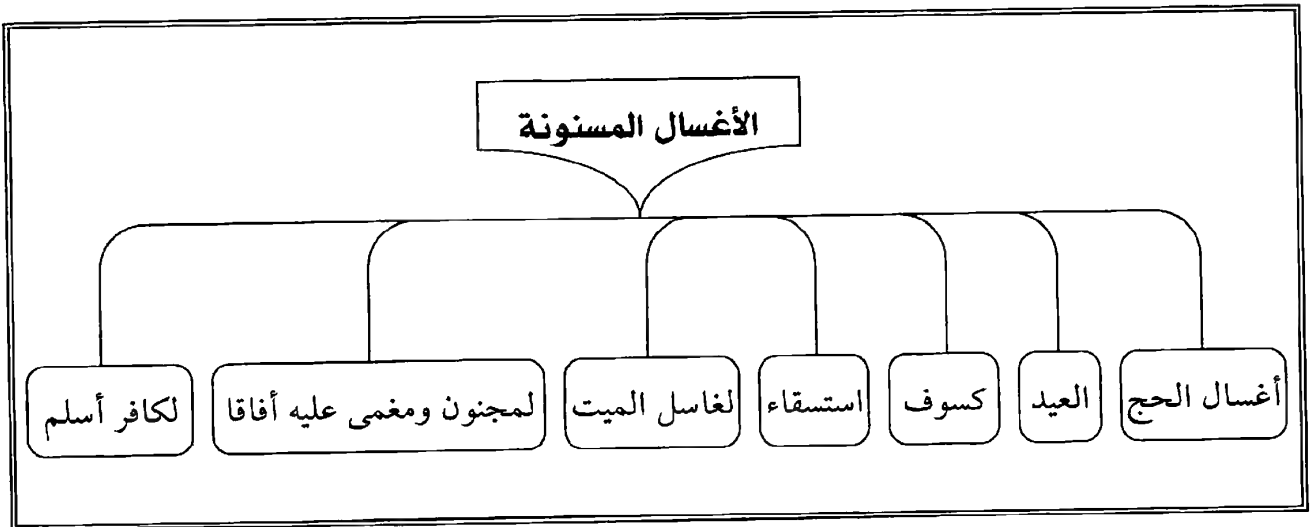 الأغسال المسنونة
أغسال الحج
العيد
كسوف
استسقاء
لغاسل الميت
لمجنون ومغمى عليه أفاقا
لكافر أسلم